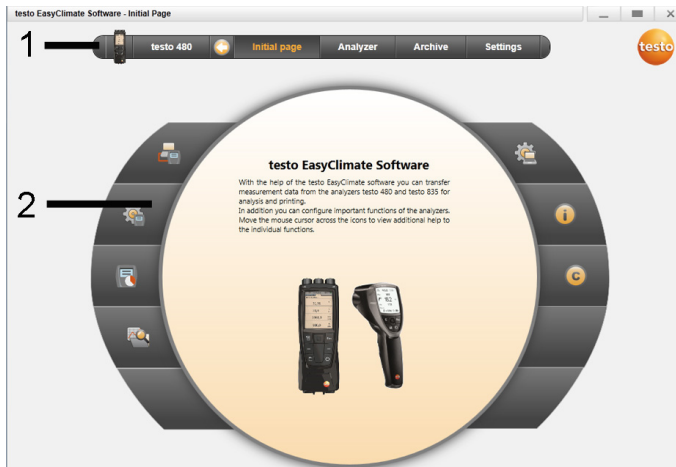 testo EasyClimate Software - Initial Page
1
testo 480
Initial page
Analyzer
Archive
Settings
testo
testo EasyClimate Software
With the help of the testo EasyClimate software you can transfer
measurement data from the analyzers testo 480 and testo 835 for
analysis and printing.
In addition you can configure important functions of the analyzers.
Move the mouse cursor across the icons to view additional help to
the individual functions.
2
i
C